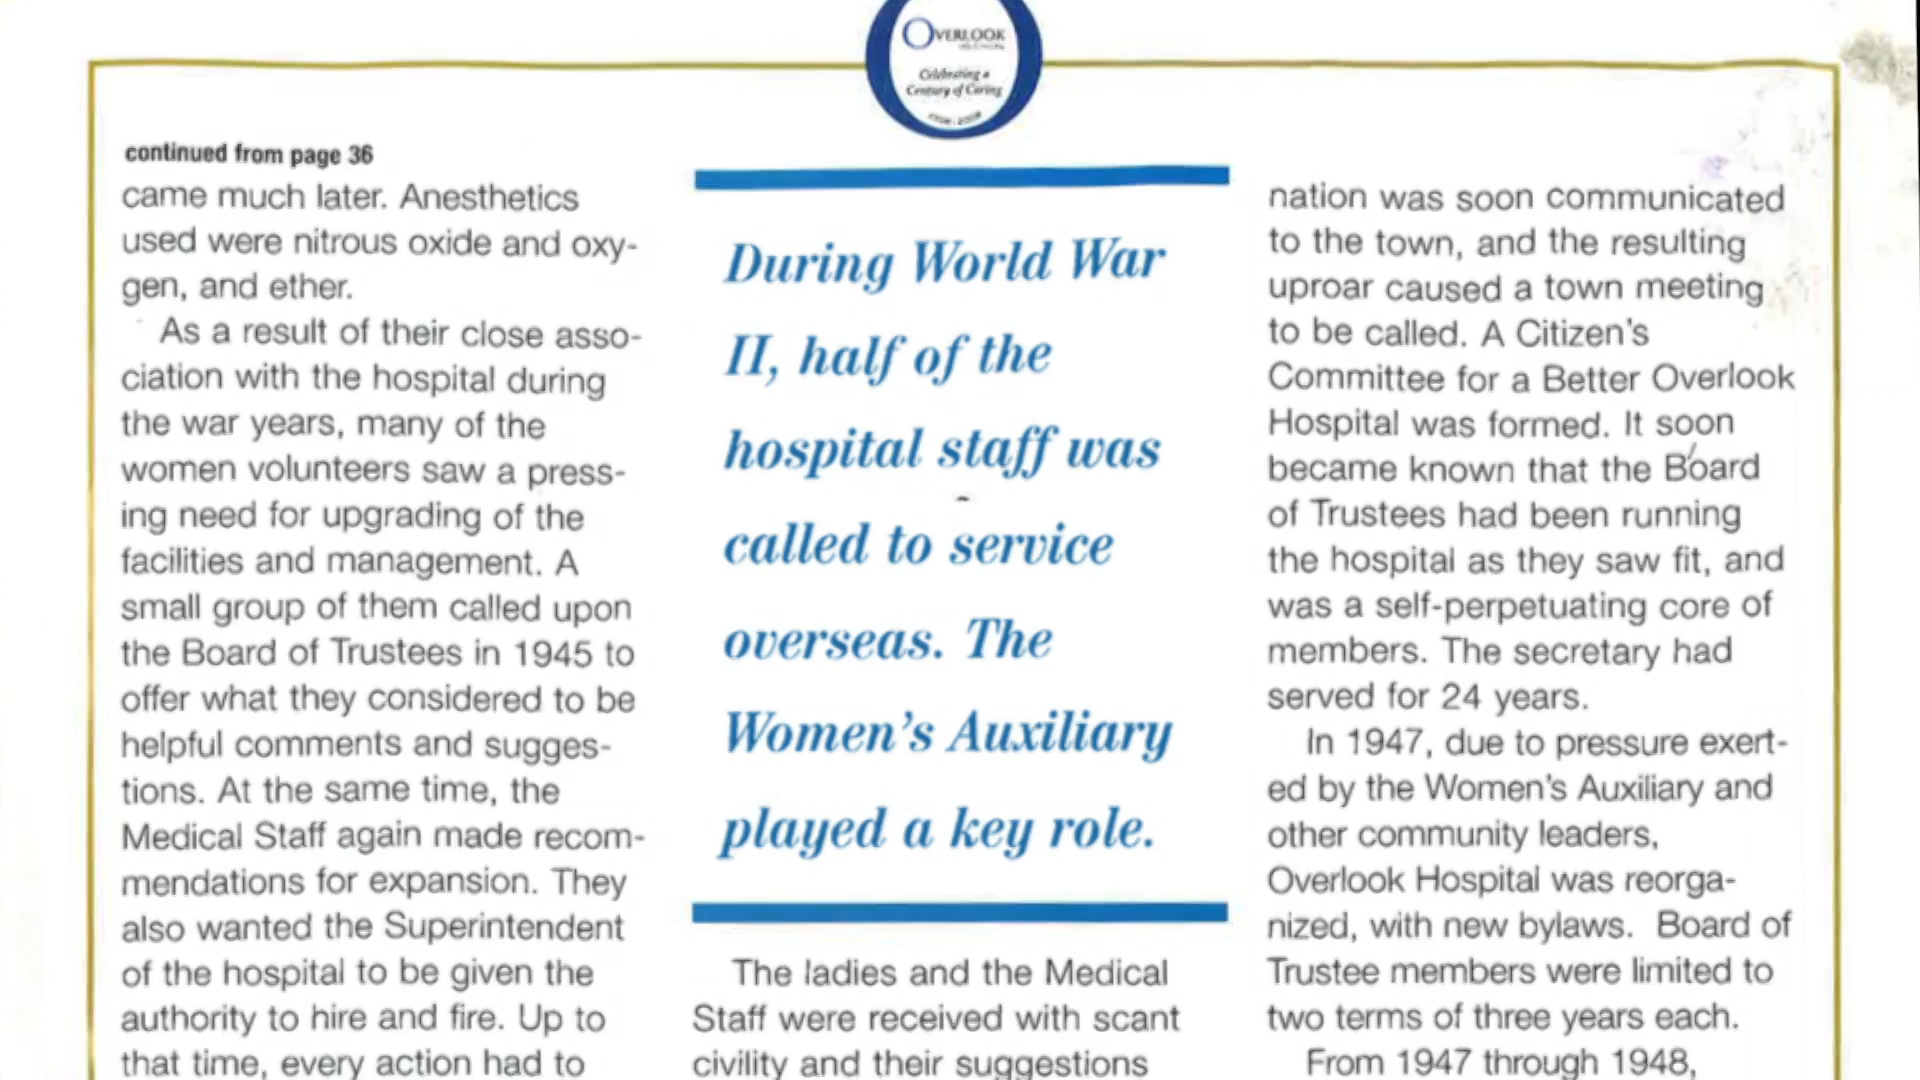 OVERLOOK
Celebrating a
Century of Caring
continued from page 36
came much later. Anesthetics
used were nitrous oxide and oxy-
gen, and ether.
As a result of their close asso-
ciation with the hospital during
the war years, many of the
women volunteers saw a press-
ing need for upgrading of the
facilities and management. A
small group of them called upon
the Board of Trustees in 1945 to
offer what they considered to be
helpful comments and sugges-
tions. At the same time, the
Medical Staff again made recom-
mendations for expansion. They
also wanted the Superintendent
of the hospital to be given the
authority to hire and fire. Up to
that time, every action had to
During World War
II, half of the
hospital staff was
called to service
overseas. The
Women's Auxiliary
played a key role.
The ladies and the Medical
Staff were received with scant
civility and their suggestions
nation was soon communicated
to the town, and the resulting
uproar caused a town meeting
to be called. A Citizen's
Committee for a Better Overlook
Hospital was formed. It soon
became known that the Board
of Trustees had been running
the hospital as they saw fit, and
was a self-perpetuating core of
members. The secretary had
served for 24 years.
In 1947, due to pressure exert-
ed by the Women's Auxiliary and
other community leaders,
Overlook Hospital was reorga-
nized, with new bylaws. Board of
Trustee members were limited to
two terms of three years each.
From 1947 through 1948,